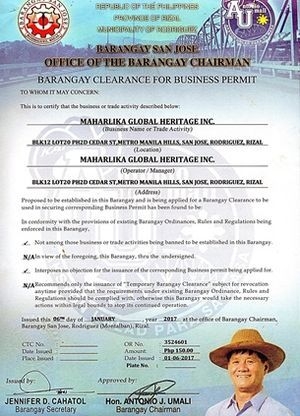 REPUBLIC OF THE PHILIPPINES
PROVINCE OF RIZAL
MUNICIPALITY OF RODRIGUEZ
BARANGAY SAN JOSE
OFFICE OF THE BARANGAY CHAIRMAN
BARANGAY CLEARANCE FOR BUSINESS PERMIT
TO WHOM IT MAY CONCERN:
This is to certify that the business or trade activity described below:
MAHARLIKA GLOBAL HERITAGE INC.
(Business Name or Trade Activity)
BLK12 LOT20 PH2D CEDAR ST,METRO MANILA HILLS, SAN JOSE, RODRIGUEZ, RIZAL
(Location)
MAHARLIKA GLOBAL HERITAGE INC.
(Operator / Manager)
BLK12 LOT20 PH2D CEDAR ST,METRO MANILA HILLS, SAN JOSE, RODRIGUEZ, RIZAL
(Address)
Proposed to be established in this Barangay and is being applied for a Barangay Clearance to be
used in securing corresponding Business Permit has been found to be:
In conformity with the provisions of existing Barangay Ordinances, Rules and Regulations being
enforced in this Barangay,
Not among those business or trade activities being banned to be established in this Barangay.
N/A In view of the foregoing, this Barangay, thru the undersigned.
Interposes no objection for the issuance of the corresponding Business permit being applied for.
N/A Recommends only the issuance of "Temporary Barangay Clearance" subject for revocation
anytime provided that the requirements under existing Barangay Ordinance, Rules and
Regulations should be complied with, otherwise this Barangay would take the necessary
actions within legal bounds to stop its continued operation.
Issued this 06th day of JANUARY year 2017 at the office of Barangay Chairman,
Barangay San Jose, Rodriguez (Montalban), Rizal.
CTC No. OR No. 3524601
Date Issued Amount: Php 150.00
Place Issued Date Paid 01-06-2017
Issued by: Approved by:
JENNIFER D. CAHATOL Hon. ANTONIO J. UMALI
Barangay Secretary Barangay Chairman